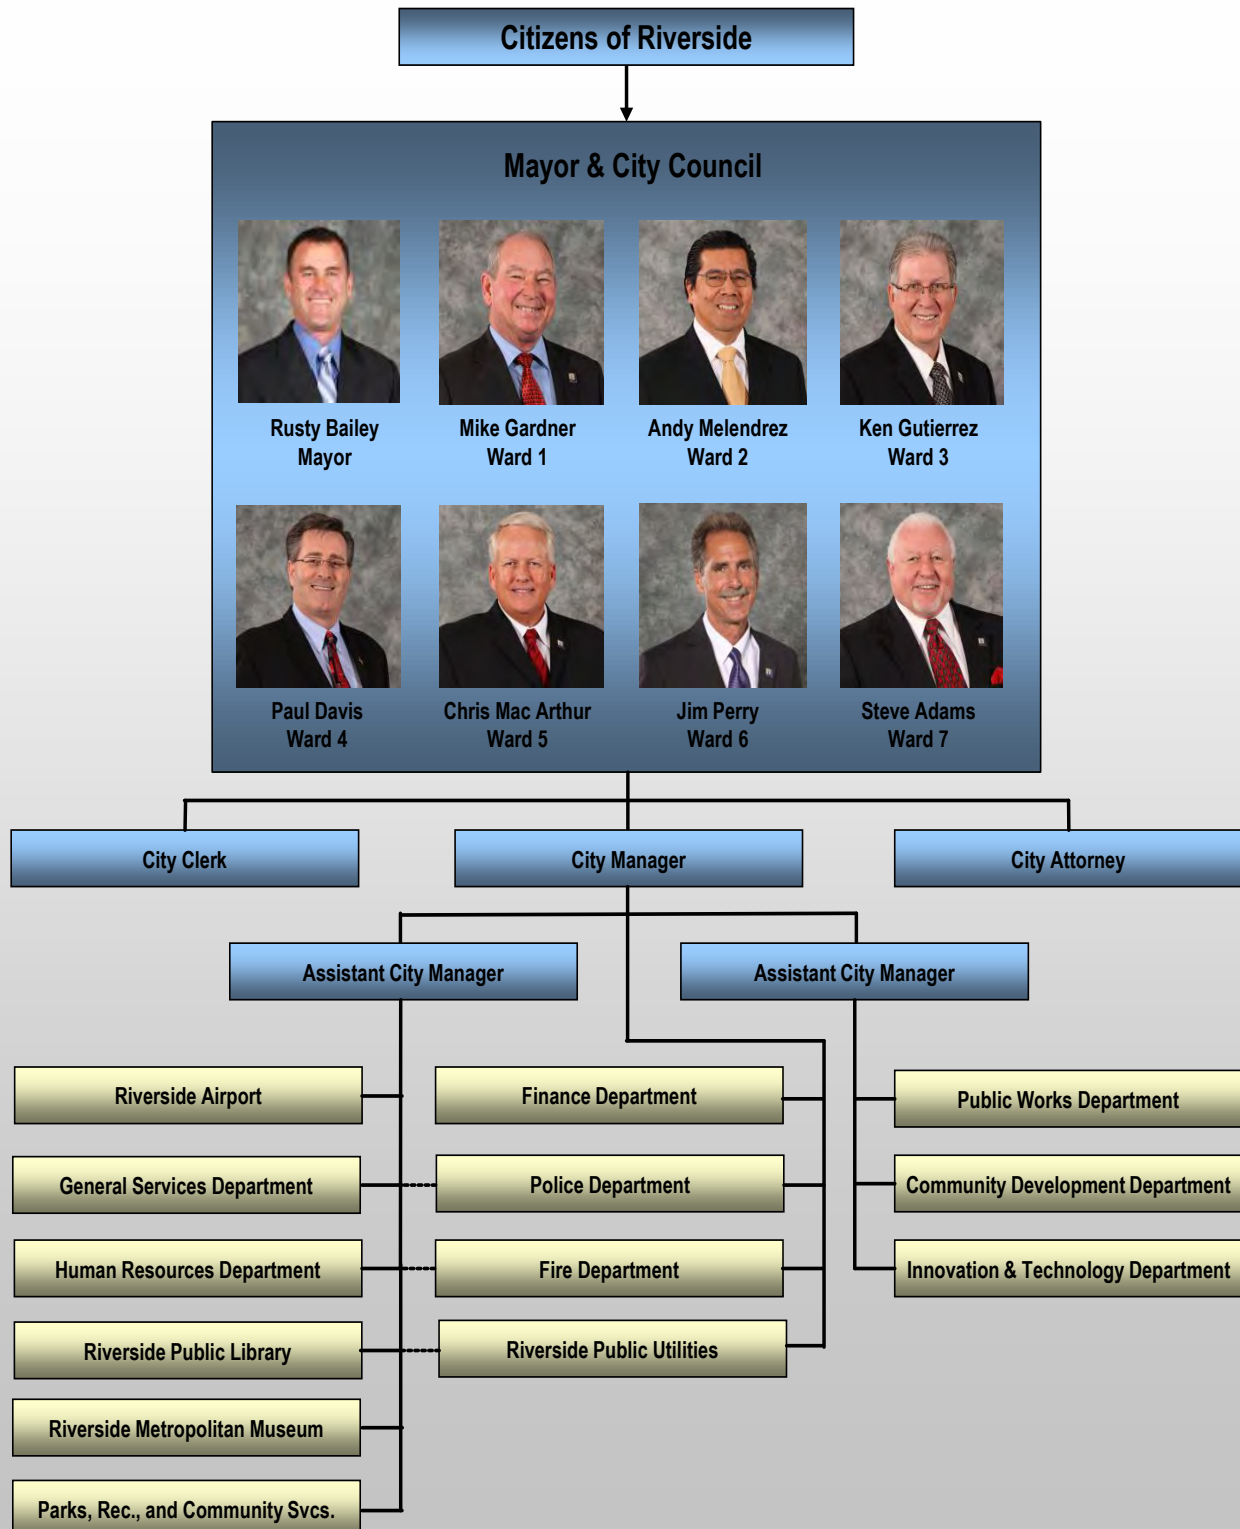 Citizens of Riverside
Mayor & City Council
Rusty Bailey
Mayor
Mike Gardner
Ward 1
Andy Melendrez
Ward 2
Ken Gutierrez
Ward 3
Paul Davis
Ward 4
Chris Mac Arthur
Ward 5
Jim Perry
Ward 6
Steve Adams
Ward 7
City Clerk
City Manager
City Attorney
Assistant City Manager
Assistant City Manager
Riverside Airport
Finance Department
Public Works Department
General Services Department
Police Department
Community Development Department
Human Resources Department
Fire Department
Innovation & Technology Department
Riverside Public Library
Riverside Public Utilities
Riverside Metropolitan Museum
Parks, Rec., and Community Svcs.